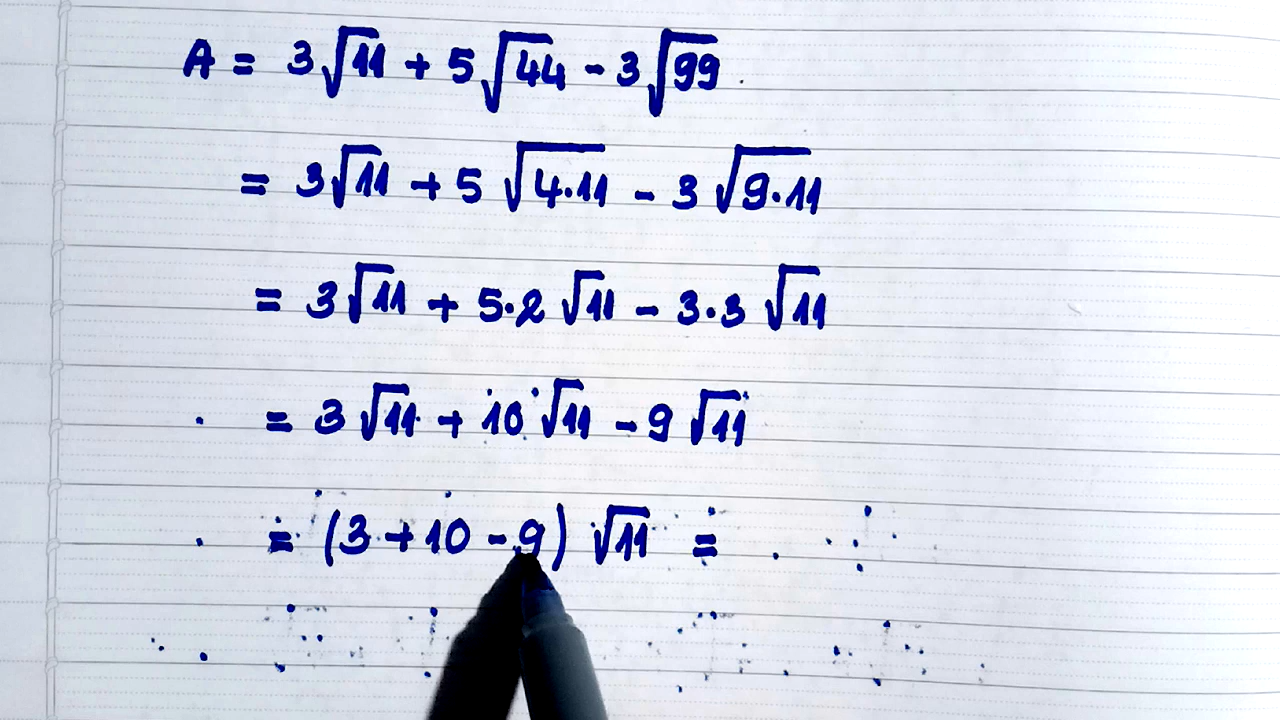 A = 3√11 + 5√44 - 3√99
= 3√11 + 5√4·11 - 3√9·11
= 3√11 + 5·2√11 - 3·3√11
= 3√11 + 10√11 - 9√11
= (3 + 10 - 9)√11 =